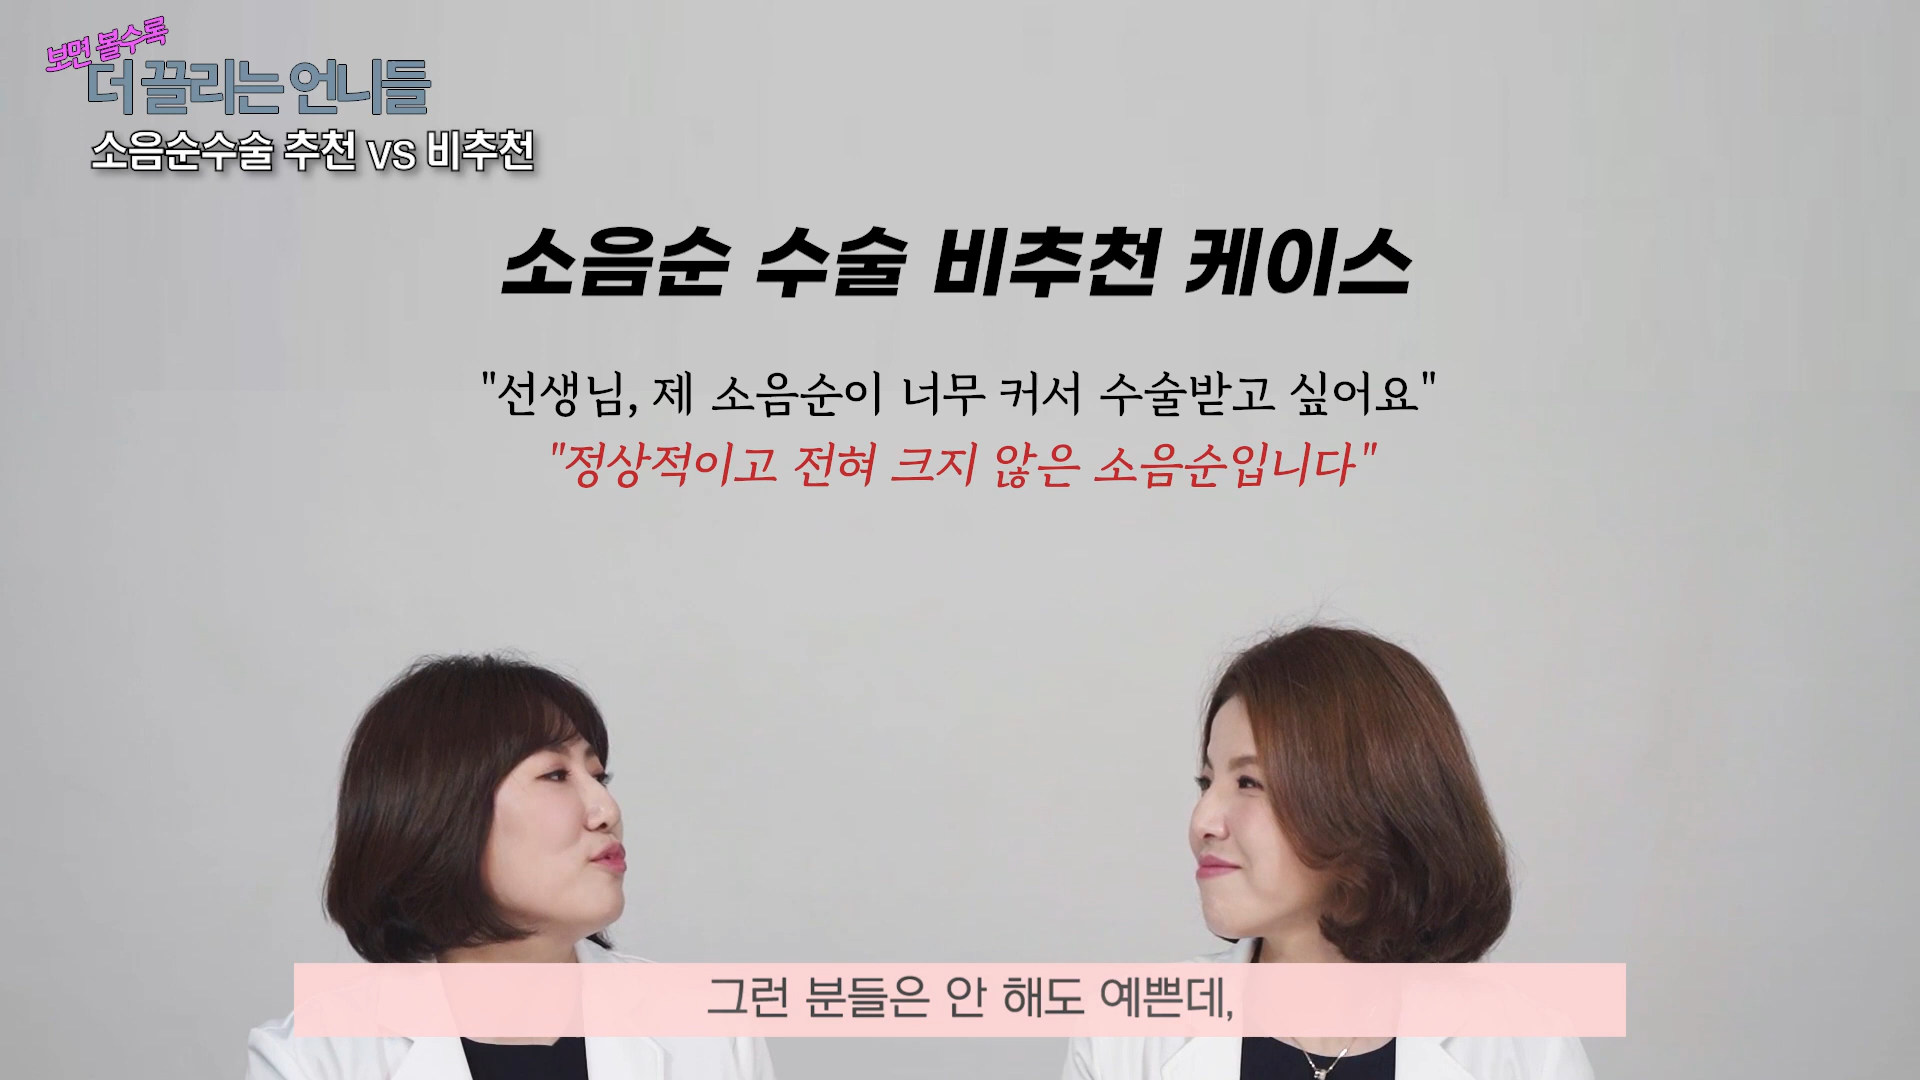 보면 볼수록
더 끌리는 언니들
소음순수술 추천 vs 비추천
소음순 수술 비추천 케이스
"선생님, 제 소음순이 너무 커서 수술받고 싶어요"
"정상적이고 전혀 크지 않은 소음순입니다"
그런 분들은 안 해도 예쁜데,